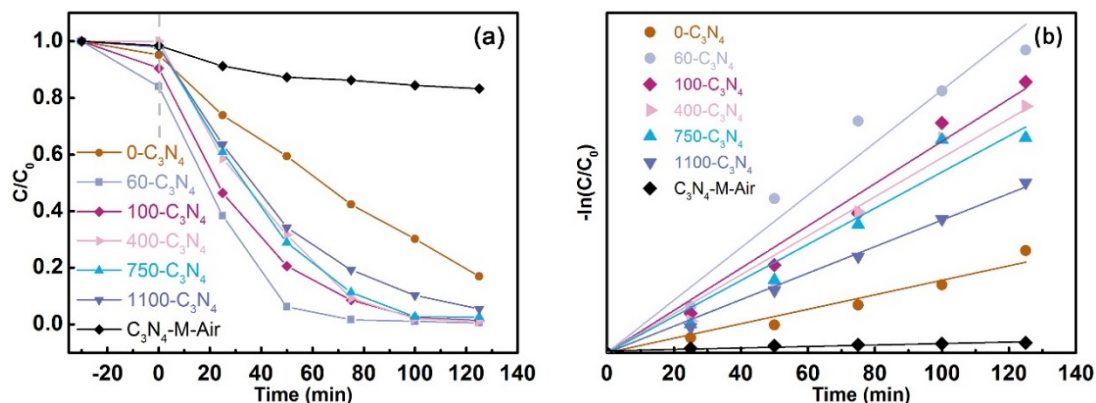 (a)
C/C₀
1.0
0.8
0.6
0.4
0.2
0.0
0-C₃N₄
60-C₃N₄
100-C₃N₄
400-C₃N₄
750-C₃N₄
1100-C₃N₄
C₃N₄-M-Air
-20 0 20 40 60 80 100 120 140
Time (min)
(b)
-ln(C/C₀)
0-C₃N₄
60-C₃N₄
100-C₃N₄
400-C₃N₄
750-C₃N₄
1100-C₃N₄
C₃N₄-M-Air
0 20 40 60 80 100 120 140
Time (min)